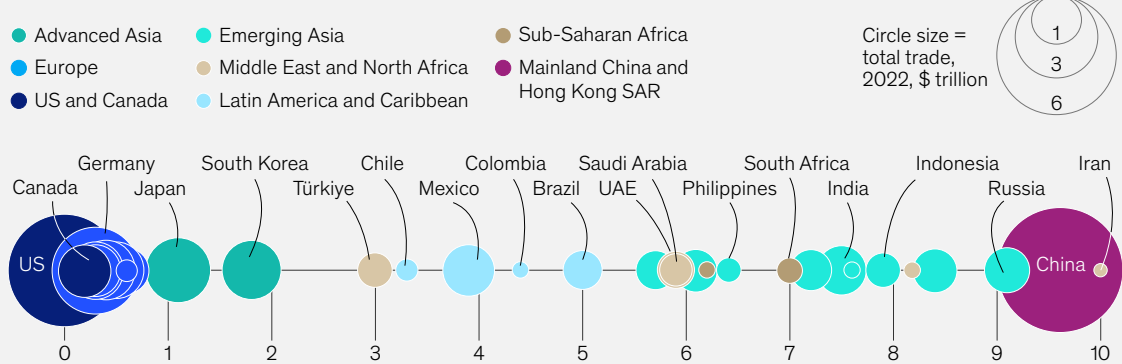 Advanced Asia
Emerging Asia
Sub-Saharan Africa
Europe
Middle East and North Africa
Mainland China and
Hong Kong SAR
US and Canada
Latin America and Caribbean
Circle size =
total trade,
2022, $ trillion
1
3
6
Germany
South Korea
Chile
Colombia
Saudi Arabia
South Africa
Indonesia
Iran
Canada
Japan
Türkiye
Mexico
Brazil
UAE
Philippines
India
Russia
US
China
0 1 2 3 4 5 6 7 8 9 10